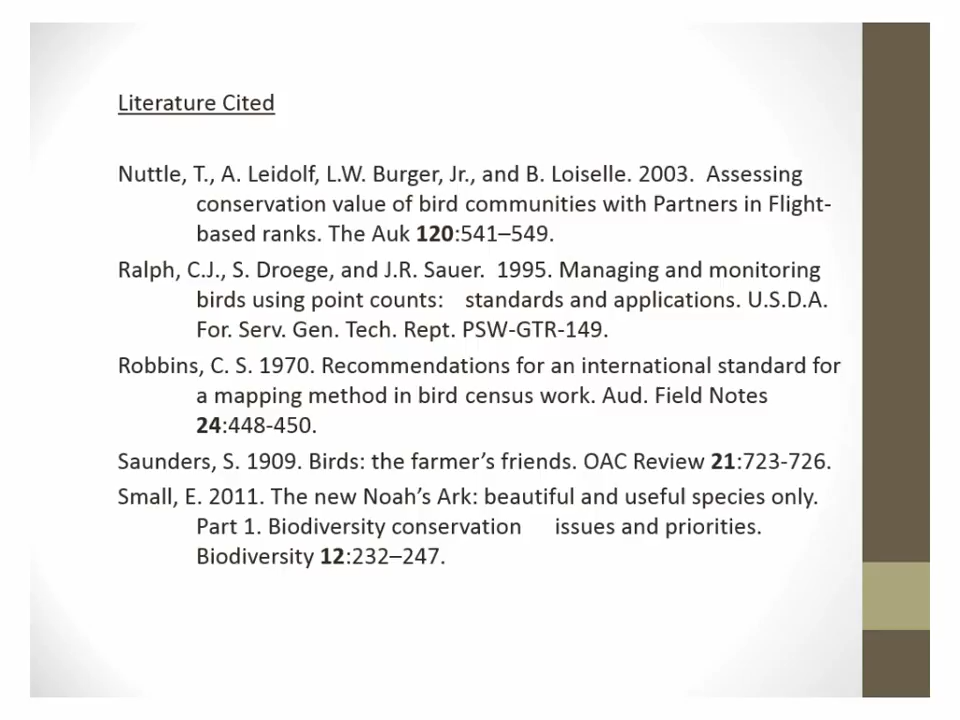 Literature Cited
Nuttle, T., A. Leidolf, L.W. Burger, Jr., and B. Loiselle. 2003.  Assessing
conservation value of bird communities with Partners in Flight-
based ranks. The Auk 120:541–549.
Ralph, C.J., S. Droege, and J.R. Sauer.  1995. Managing and monitoring
birds using point counts:   standards and applications. U.S.D.A.
For. Serv. Gen. Tech. Rept. PSW-GTR-149.
Robbins, C. S. 1970. Recommendations for an international standard for
a mapping method in bird census work. Aud. Field Notes
24:448-450.
Saunders, S. 1909. Birds: the farmer’s friends. OAC Review 21:723-726.
Small, E. 2011. The new Noah’s Ark: beautiful and useful species only.
Part 1. Biodiversity conservation    issues and priorities.
Biodiversity 12:232–247.